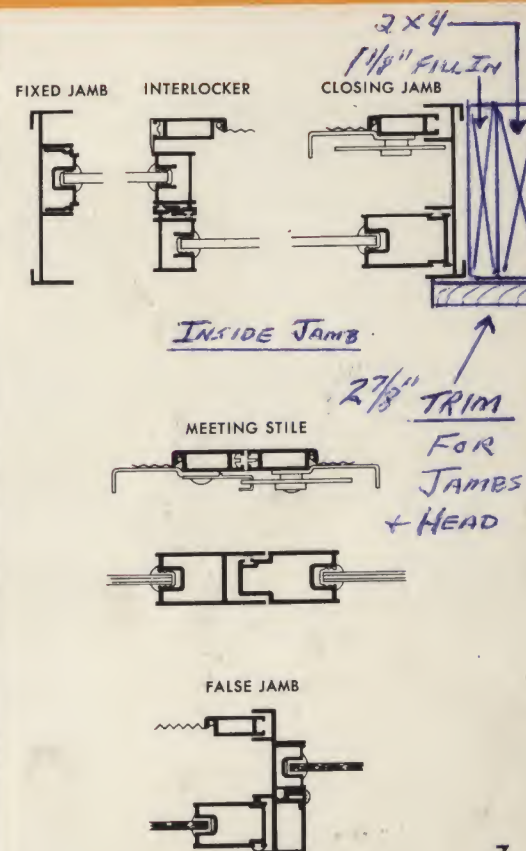 2 x 4
1 1/8" FILL IN
FIXED JAMB
INTERLOCKER
CLOSING JAMB
INSIDE JAMB
2 7/8" TRIM
FOR
JAMBS
+ HEAD
MEETING STILE
FALSE JAMB